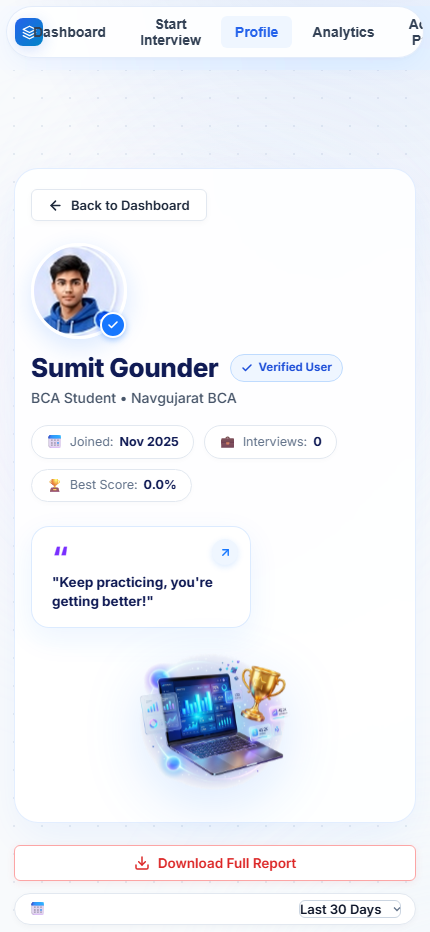 Dashboard
Start
Interview
Profile
Analytics
Back to Dashboard
Sumit Gounder
Verified User
BCA Student • Navgujarat BCA
Joined: Nov 2025
Interviews: 0
Best Score: 0.0%
"Keep practicing, you're
getting better!"
Download Full Report
Last 30 Days